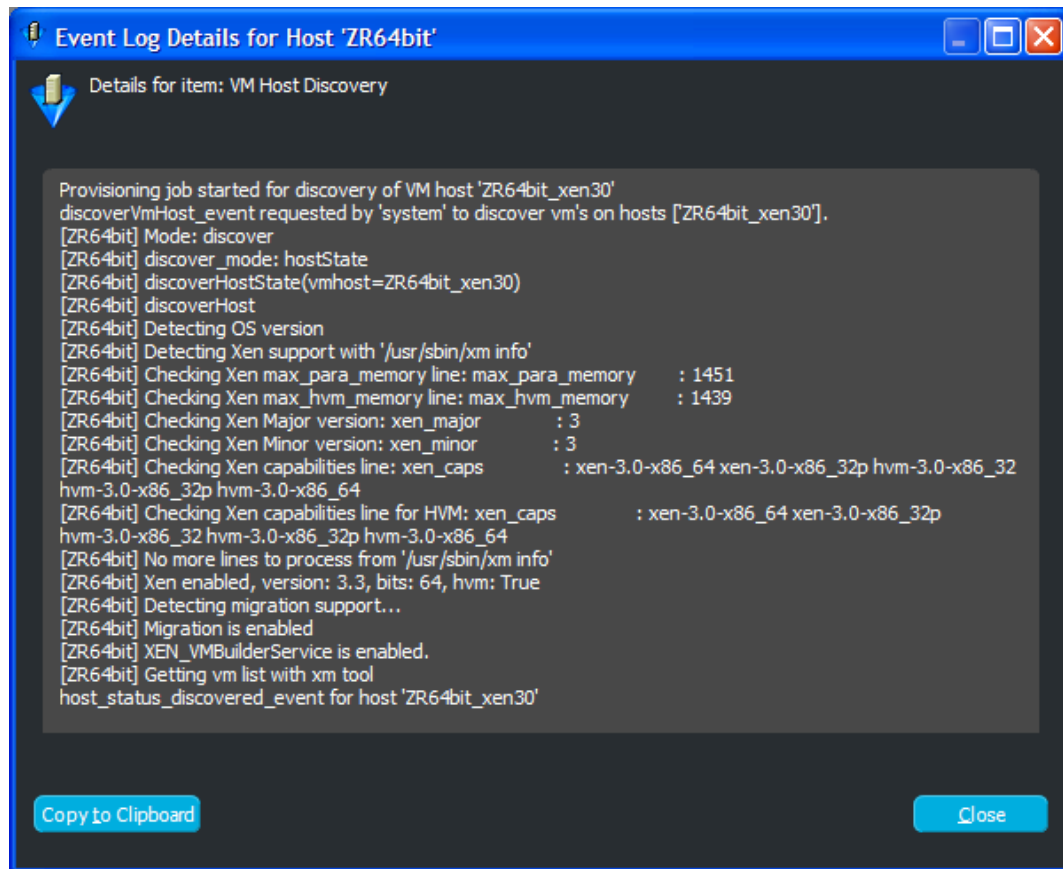 Event Log Details for Host 'ZR64bit'
Details for item: VM Host Discovery
Provisioning job started for discovery of VM host 'ZR64bit_xen30'
discoverVmHost_event requested by 'system' to discover vm's on hosts ['ZR64bit_xen30'].
[ZR64bit] Mode: discover
[ZR64bit] discover_mode: hostState
[ZR64bit] discoverHostState(vmhost=ZR64bit_xen30)
[ZR64bit] discoverHost
[ZR64bit] Detecting OS version
[ZR64bit] Detecting Xen support with '/usr/sbin/xm info'
[ZR64bit] Checking Xen max_para_memory line: max_para_memory : 1451
[ZR64bit] Checking Xen max_hvm_memory line: max_hvm_memory : 1439
[ZR64bit] Checking Xen Major version: xen_major : 3
[ZR64bit] Checking Xen Minor version: xen_minor : 3
[ZR64bit] Checking Xen capabilities line: xen_caps : xen-3.0-x86_64 xen-3.0-x86_32p hvm-3.0-x86_32
hvm-3.0-x86_32p hvm-3.0-x86_64
[ZR64bit] Checking Xen capabilities line for HVM: xen_caps : xen-3.0-x86_64 xen-3.0-x86_32p
hvm-3.0-x86_32 hvm-3.0-x86_32p hvm-3.0-x86_64
[ZR64bit] No more lines to process from '/usr/sbin/xm info'
[ZR64bit] Xen enabled, version: 3.3, bits: 64, hvm: True
[ZR64bit] Detecting migration support...
[ZR64bit] Migration is enabled
[ZR64bit] XEN_VMBuilderService is enabled.
[ZR64bit] Getting vm list with xm tool
host_status_discovered_event for host 'ZR64bit_xen30'
Copy to Clipboard
Close